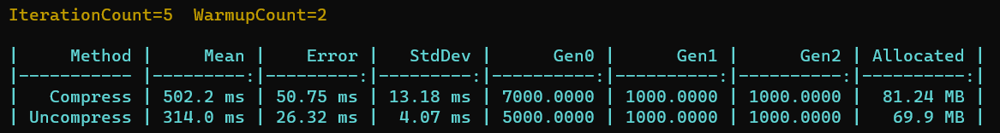 IterationCount=5  WarmupCount=2
|     Method |     Mean |    Error |   StdDev |      Gen0 |      Gen1 |      Gen2 | Allocated |
|----------- |---------:|---------:|---------:|----------:|----------:|----------:|----------:|
|   Compress | 502.2 ms | 50.75 ms | 13.18 ms | 7000.0000 | 1000.0000 | 1000.0000 |  81.24 MB |
| Uncompress | 314.0 ms | 26.32 ms |  4.07 ms | 5000.0000 | 1000.0000 | 1000.0000 |   69.9 MB |